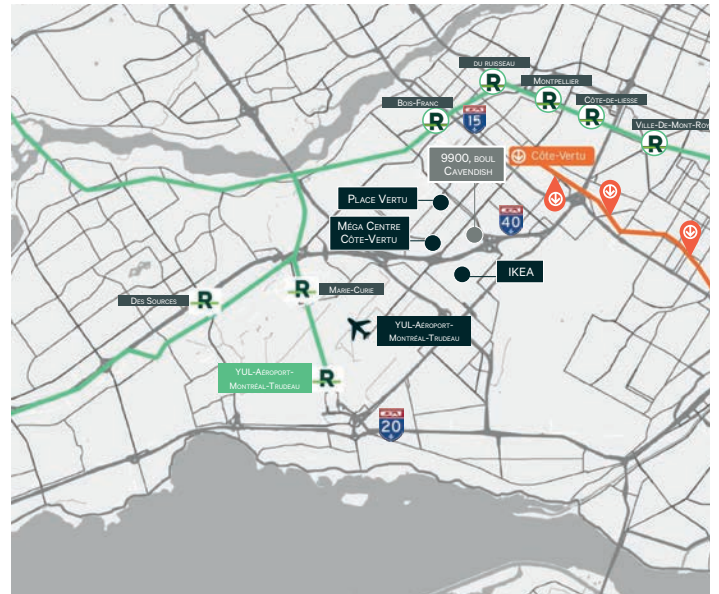 DU RUISSEAU
R
MONTPELLIER
R
CÔTE-DE-LIESSE
R
BOIS-FRANC
R
15
VILLE-DE-MONT-ROY
R
9900, BOUL
CAVENDISH
Côte-Vertu
PLACE VERTU
MÉGA CENTRE
CÔTE-VERTU
40
IKEA
DES SOURCES
R
R
MARIE-CURIE
YUL-AÉROPORT-
MONTRÉAL-TRUDEAU
YUL-AÉROPORT-
MONTRÉAL-TRUDEAU
R
20